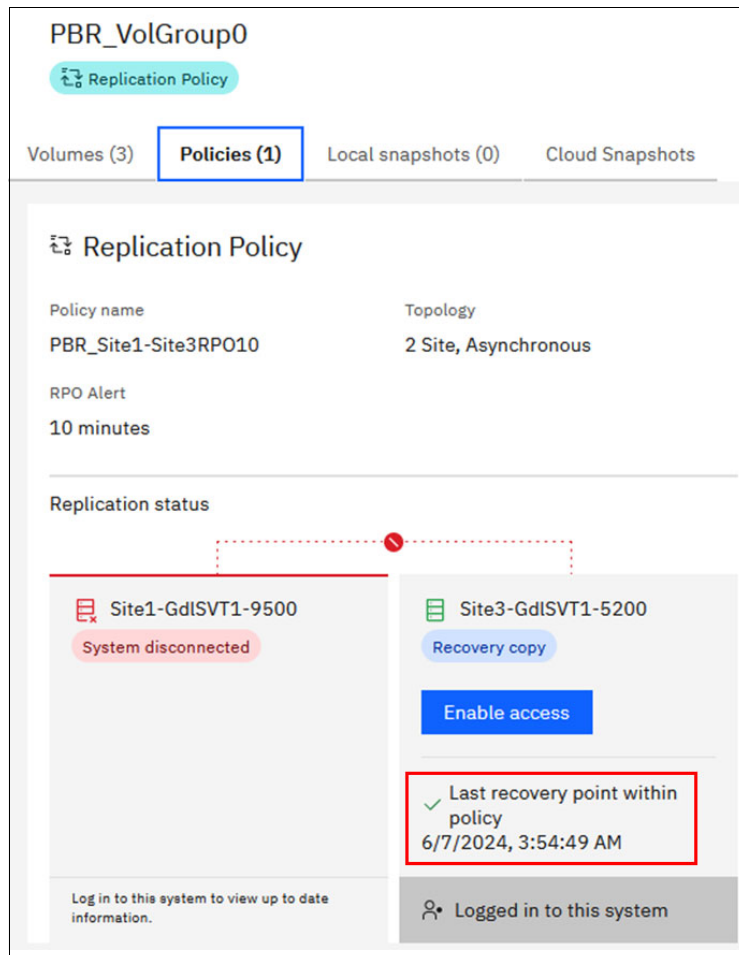 PBR_VolGroup0
Replication Policy
Volumes (3)
Policies (1)
Local snapshots (0)
Cloud Snapshots
Replication Policy
Policy name
Topology
PBR_Site1-Site3RPO10
2 Site, Asynchronous
RPO Alert
10 minutes
Replication status
Site1-GdlSVT1-9500
System disconnected
Log in to this system to view up to date
information.
Site3-GdlSVT1-5200
Recovery copy
Enable access
Last recovery point within
policy
6/7/2024, 3:54:49 AM
Logged in to this system